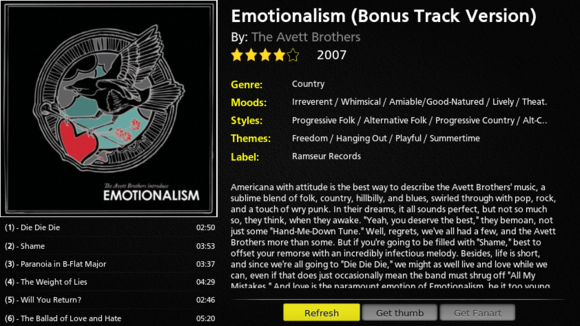 Emotionalism (Bonus Track Version)
By: The Avett Brothers
2007
Genre: Country
Moods: Irreverent / Whimsical / Amiable/Good-Natured / Lively / Theat.
Styles: Progressive Folk / Alternative Folk / Progressive Country / Alt-C..
Themes: Freedom / Hanging Out / Playful / Summertime
Label: Ramseur Records
Americana with attitude is the best way to describe the Avett Brothers' music, a
sublime blend of folk, country, hillbilly, and blues, swirled through with pop, rock,
and a touch of wry punk. In their dreams, it all sounds perfect, but not so much
so, they think, when they awake. "Yeah, you deserve the best," they bemoan, not
just some "Hand-Me-Down Tune." Well, regrets, we've all had a few, and the Avett
Brothers more than some. But if you're going to be filled with "Shame," best to
offset your remorse with an incredibly infectious melody. Besides, life is short,
and since we're all going to "Die Die Die," we might as well live and love while we
can, even if that does just occasionally mean the band must shrug off "All My
Mistakes." And love is the paramount emotion of Emotionalism, be it too young
Refresh
Get thumb
Get Fanart
The Avett Brothers introduce
EMOTIONALISM
(1) - Die Die Die 02:50
(2) - Shame 03:53
(3) - Paranoia in B-Flat Major 03:37
(4) - The Weight of Lies 04:29
(5) - Will You Return? 02:46
(6) - The Ballad of Love and Hate 05:20